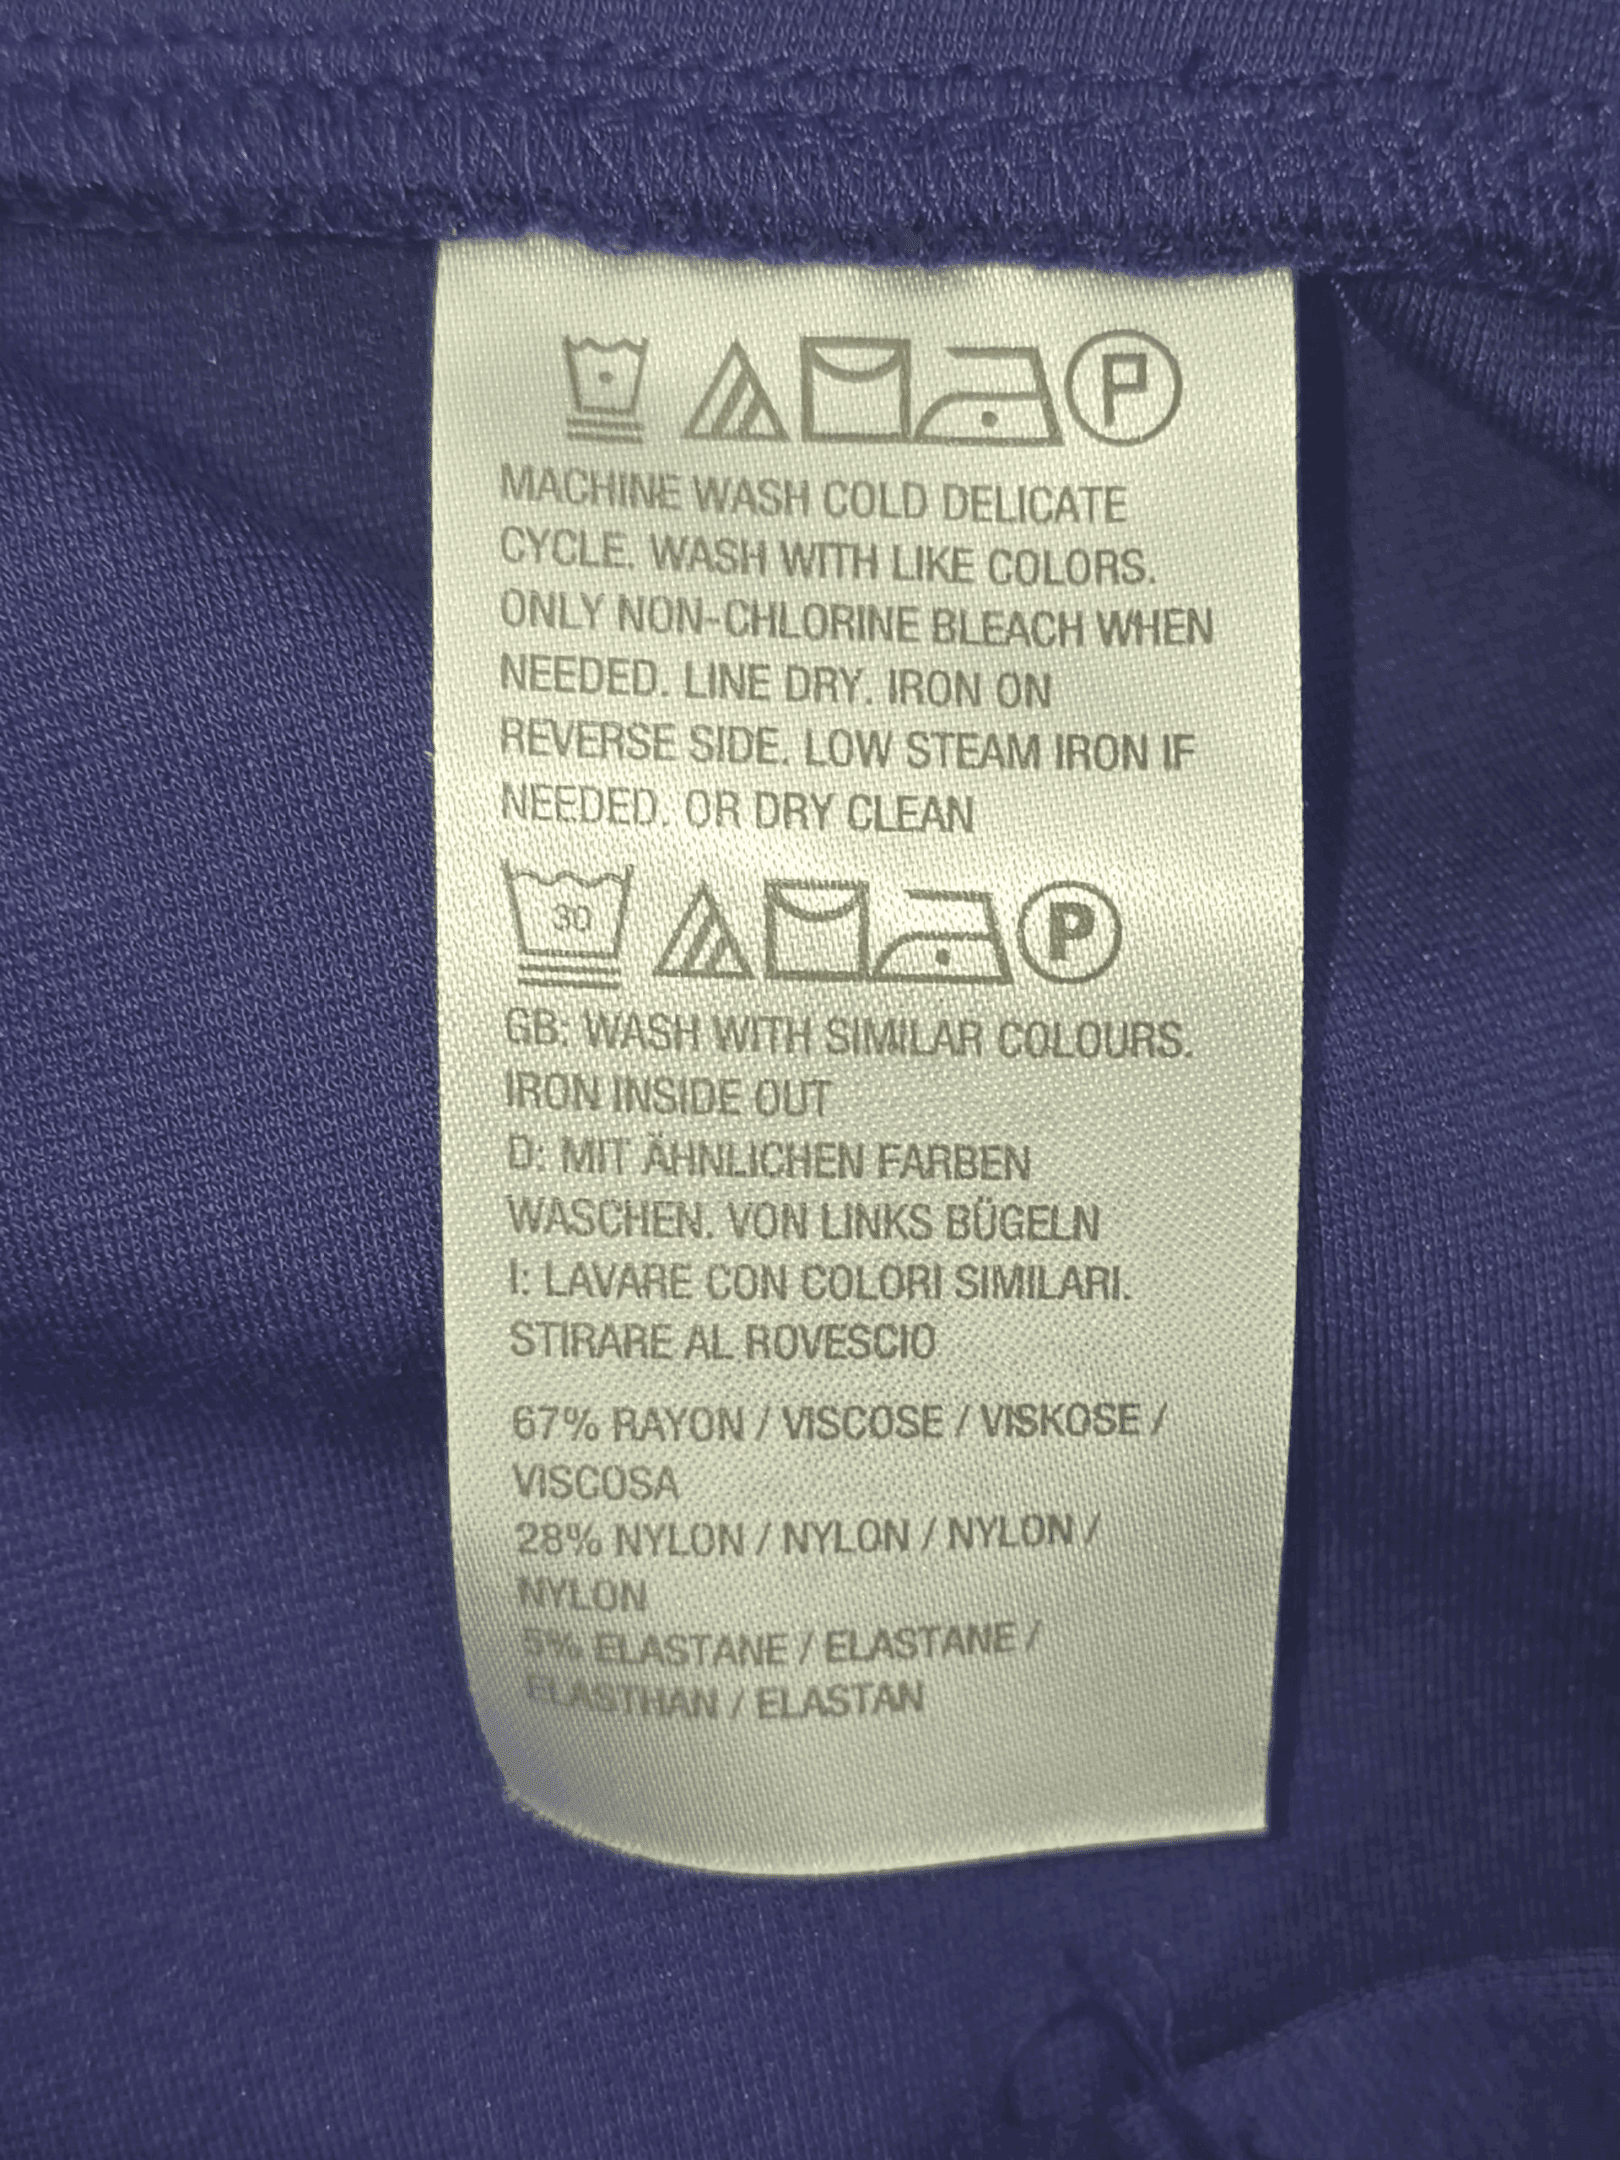 MACHINE WASH COLD DELICATE
CYCLE. WASH WITH LIKE COLORS.
ONLY NON-CHLORINE BLEACH WHEN
NEEDED. LINE DRY. IRON ON
REVERSE SIDE. LOW STEAM IRON IF
NEEDED. OR DRY CLEAN
30 P
GB: WASH WITH SIMILAR COLOURS.
IRON INSIDE OUT
D: MIT ÄHNLICHEN FARBEN
WASCHEN. VON LINKS BÜGELN
I: LAVARE CON COLORI SIMILARI.
STIRARE AL ROVESCIO
67% RAYON / VISCOSE / VISKOSE /
VISCOSA
28% NYLON / NYLON / NYLON /
NYLON
5% ELASTANE / ELASTANE /
ELASTHAN / ELASTAN